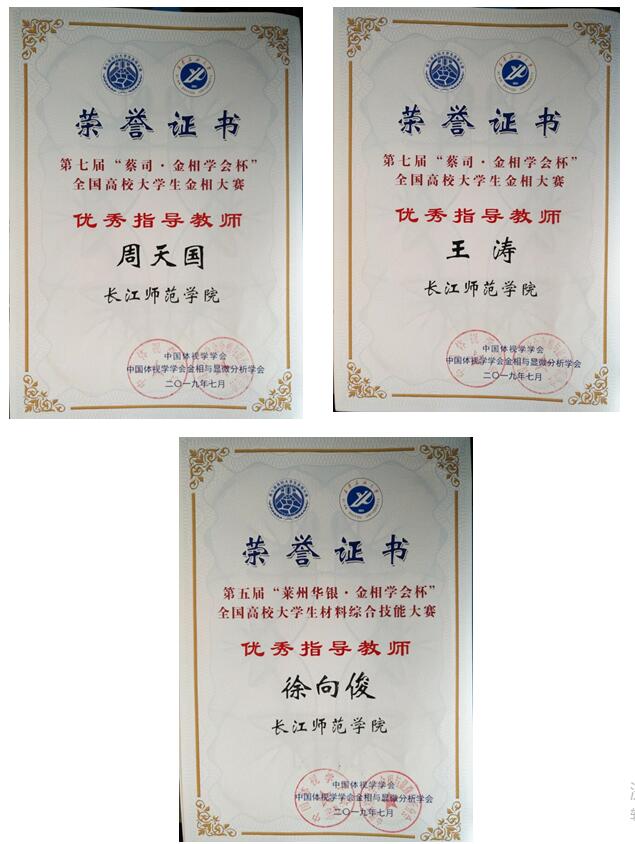 荣誉证书
第七届“蔡司·金相学会杯”
全国高校大学生金相大赛
优秀指导教师
周天国
长江师范学院
中国体视学学会
中国体视学学会金相与显微分析学会
二〇一九年七月
荣誉证书
第七届“蔡司·金相学会杯”
全国高校大学生金相大赛
优秀指导教师
王 涛
长江师范学院
中国体视学学会
中国体视学学会金相与显微分析学会
二〇一九年七月
荣誉证书
第五届“莱州华银·金相学会杯”
全国高校大学生材料综合技能大赛
优秀指导教师
徐向俊
长江师范学院
中国体视学学会
中国体视学学会金相与显微分析学会
二〇一九年七月